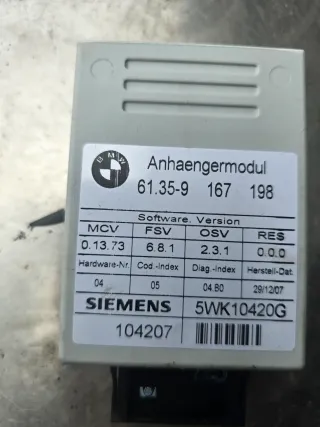 BMW
Anhaengermodul
61.35-9 167 198
Software, Version
MCV FSV OSV RES
0.13.73 6.8.1 2.3.1 0.0.0
Hardware-Nr. Cod.-Index Diag.-Index Herstell-Dat.
04 05 04.80 29/12/07
SIEMENS 5WK10420G
104207